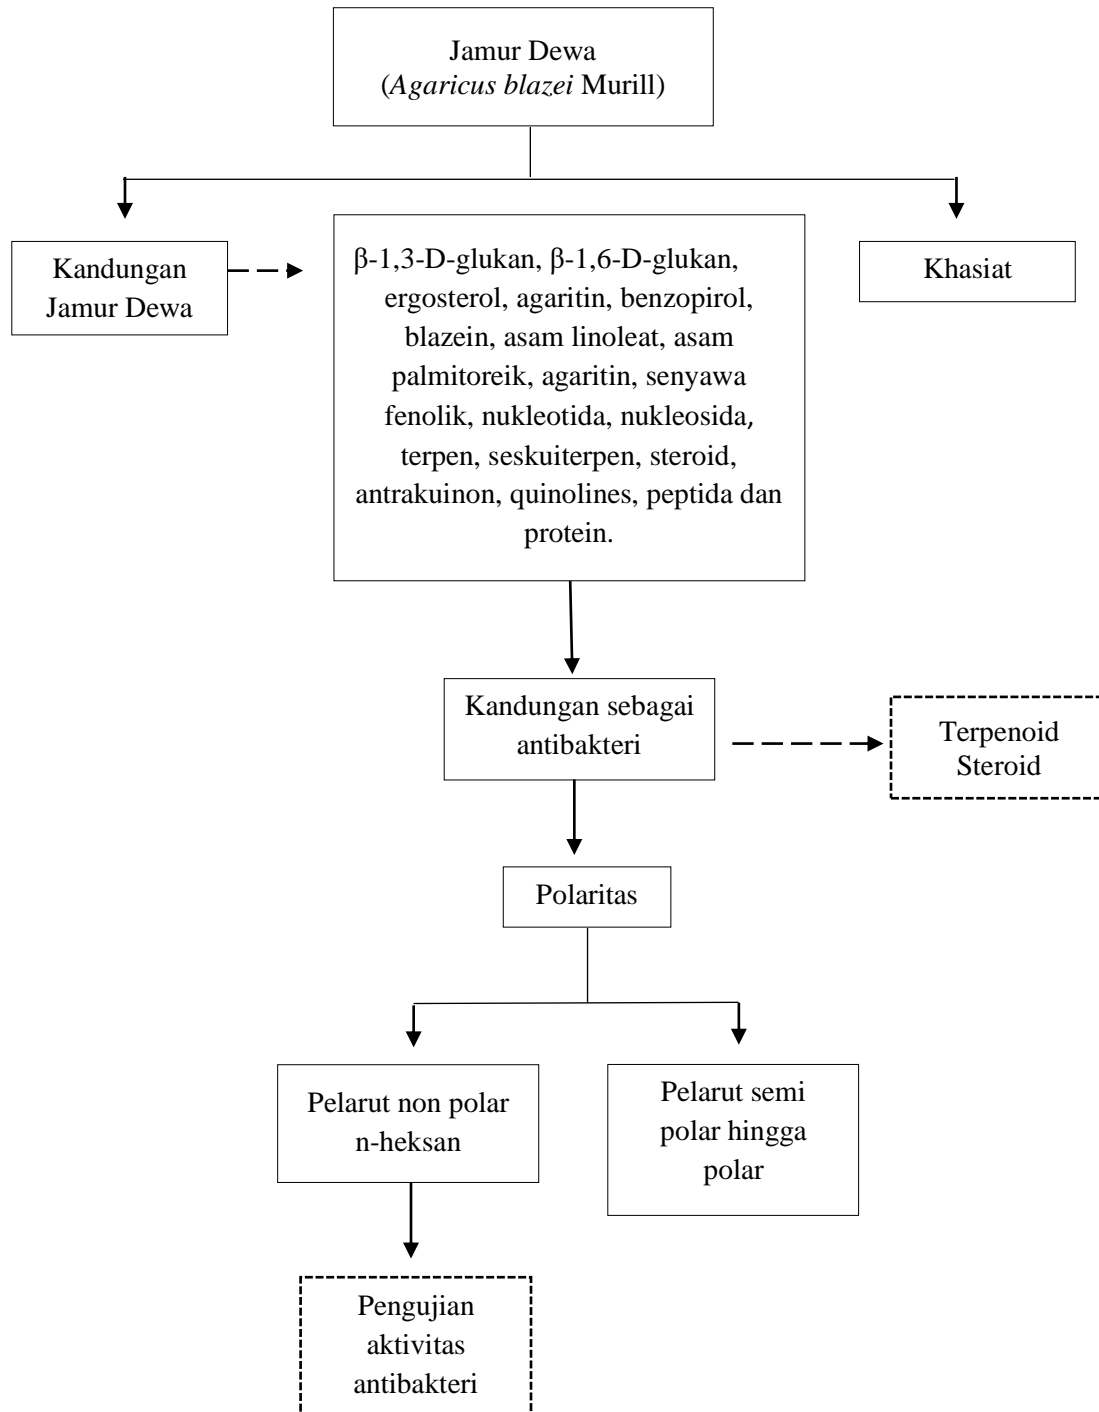 Jamur Dewa
(Agaricus blazei Murill)
Kandungan
Jamur Dewa
β-1,3-D-glukan, β-1,6-D-glukan,
ergosterol, agaritin, benzopirol,
blazein, asam linoleat, asam
palmitoreik, agaritin, senyawa
fenolik, nukleotida, nukleosida,
terpen, seskuiterpen, steroid,
antrakuinon, quinolines, peptida dan
protein.
Khasiat
Kandungan sebagai
antibakteri
Terpenoid
Steroid
Polaritas
Pelarut non polar
n-heksan
Pelarut semi
polar hingga
polar
Pengujian
aktivitas
antibakteri